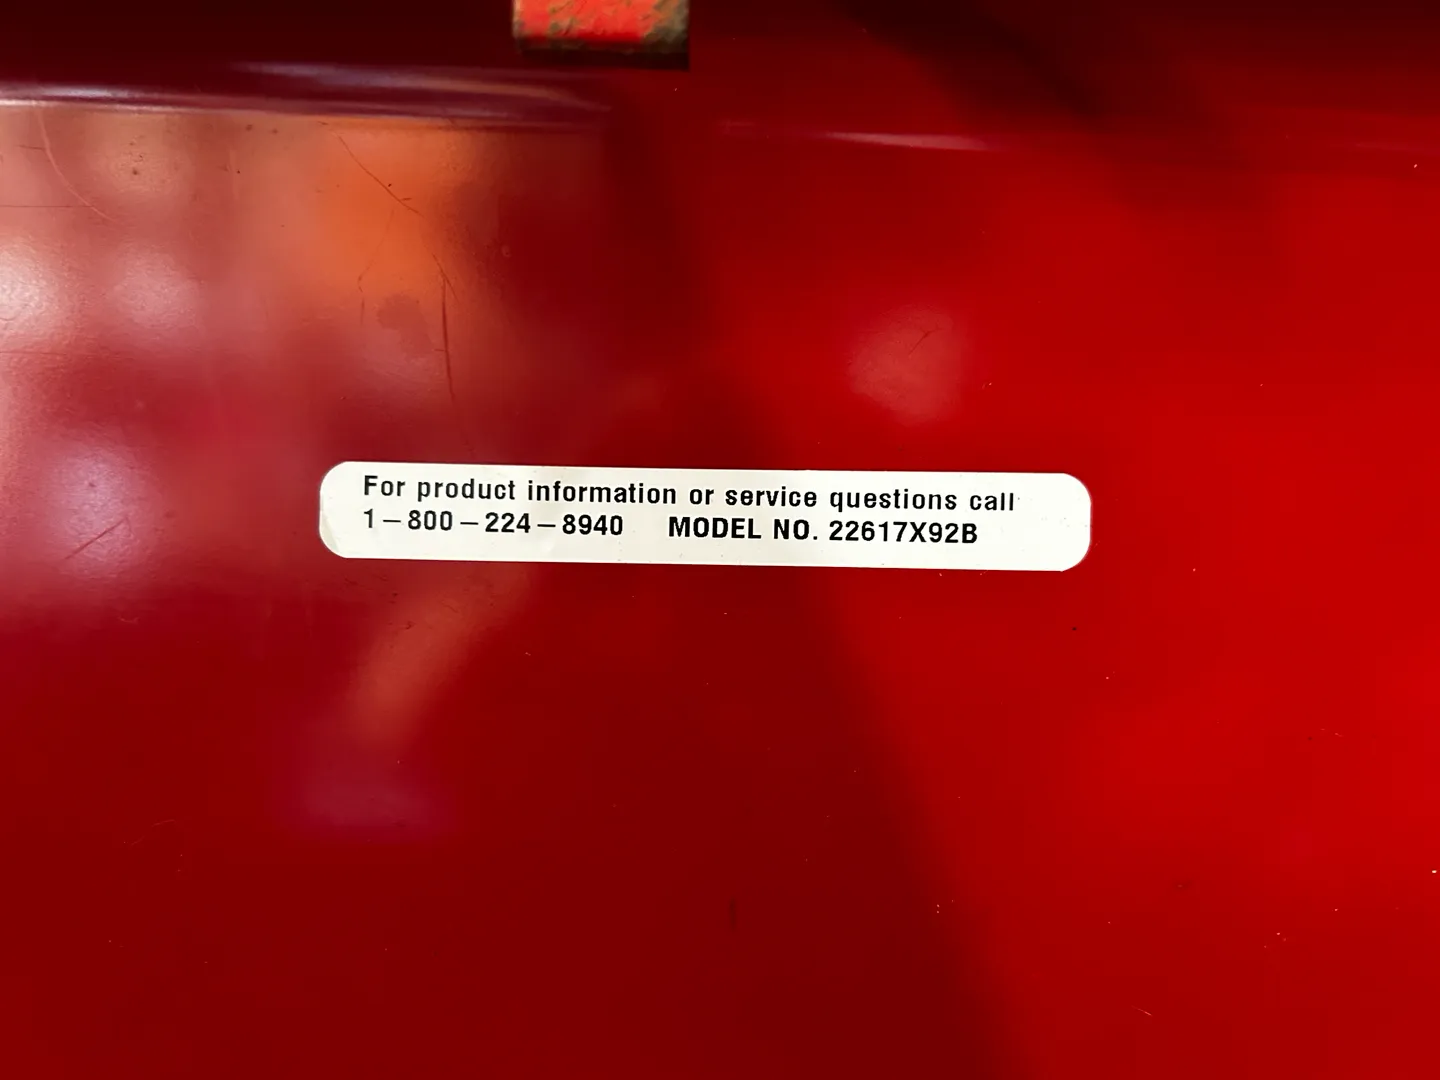 For product information or service questions call
1–800–224–8940 MODEL NO. 22617X92B